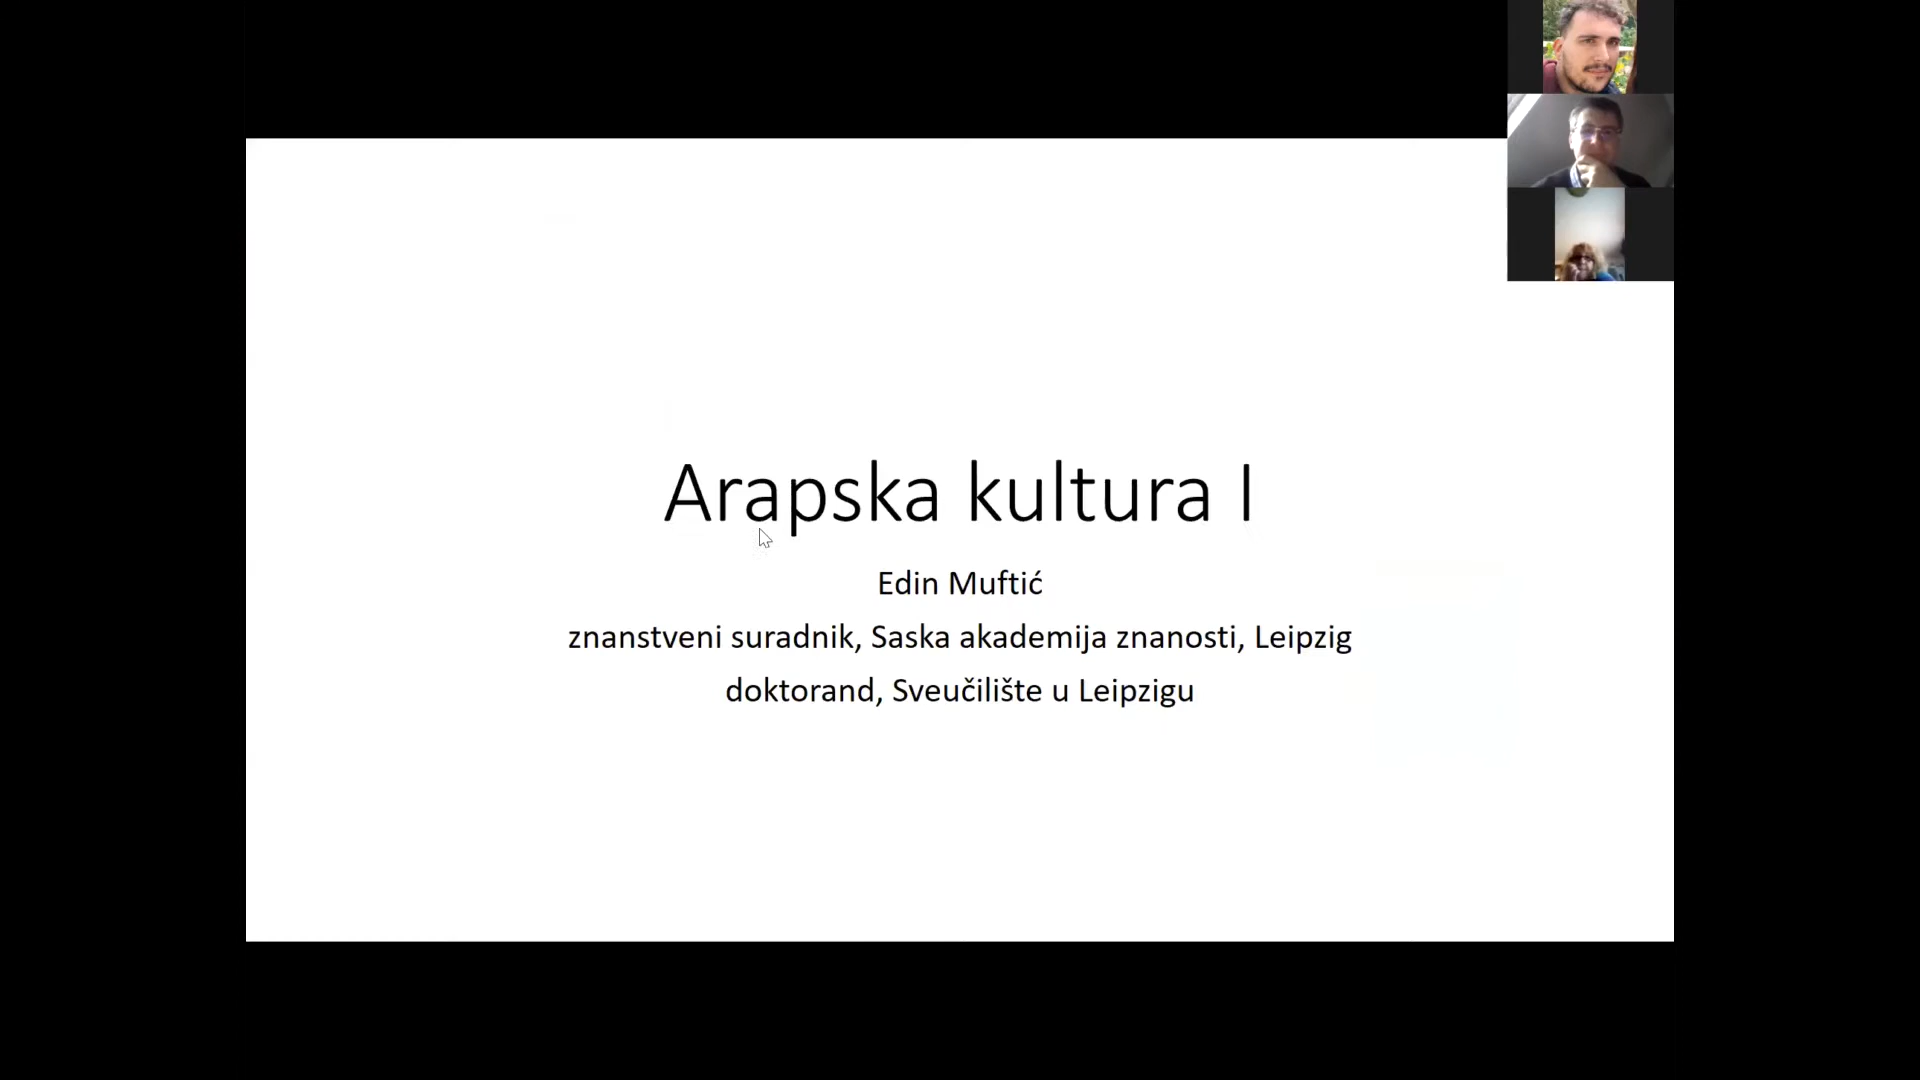 Arapska kultura I
Edin Muftić
znanstveni suradnik, Saska akademija znanosti, Leipzig
doktorand, Sveučilište u Leipzigu